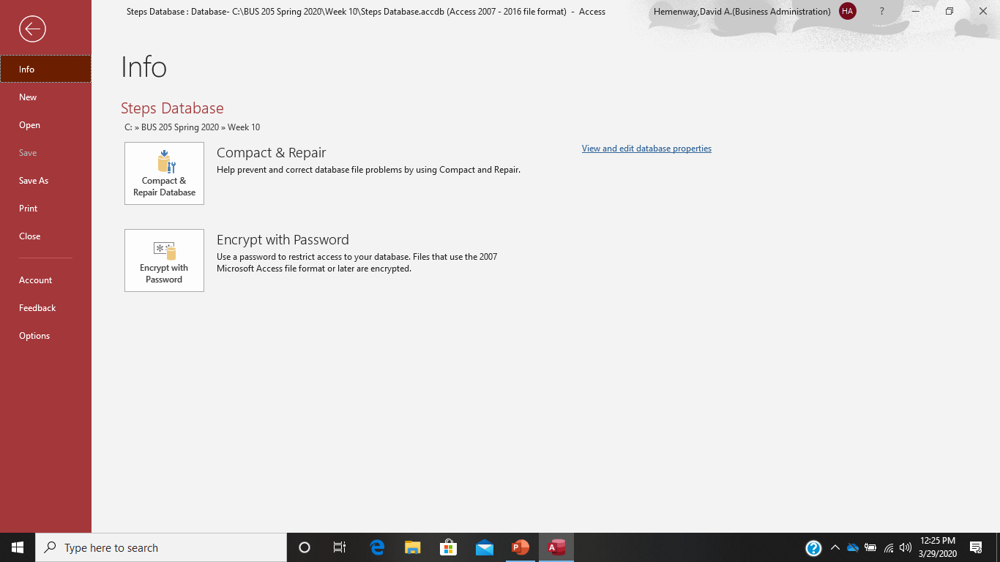 Steps Database : Database- C:\BUS 205 Spring 2020\Week 10\Steps Database.accdb (Access 2007 - 2016 file format)  -  Access
Hemenway,David A.(Business Administration)
HA
?
Info
New
Open
Save
Save As
Print
Close
Account
Feedback
Options
Info
Steps Database
C: » BUS 205 Spring 2020 » Week 10
Compact &
Repair Database
Compact & Repair
Help prevent and correct database file problems by using Compact and Repair.
View and edit database properties
Encrypt with
Password
Encrypt with Password
Use a password to restrict access to your database. Files that use the 2007
Microsoft Access file format or later are encrypted.
Type here to search
12:25 PM
3/29/2020